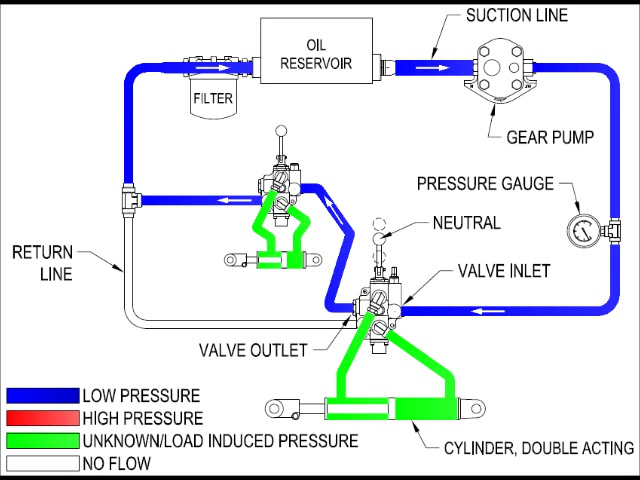 SUCTION LINE
OIL
RESERVOIR
FILTER
GEAR PUMP
PRESSURE GAUGE
NEUTRAL
RETURN
LINE
VALVE INLET
VALVE OUTLET
LOW PRESSURE
HIGH PRESSURE
UNKNOWN/LOAD INDUCED PRESSURE
NO FLOW
CYLINDER, DOUBLE ACTING